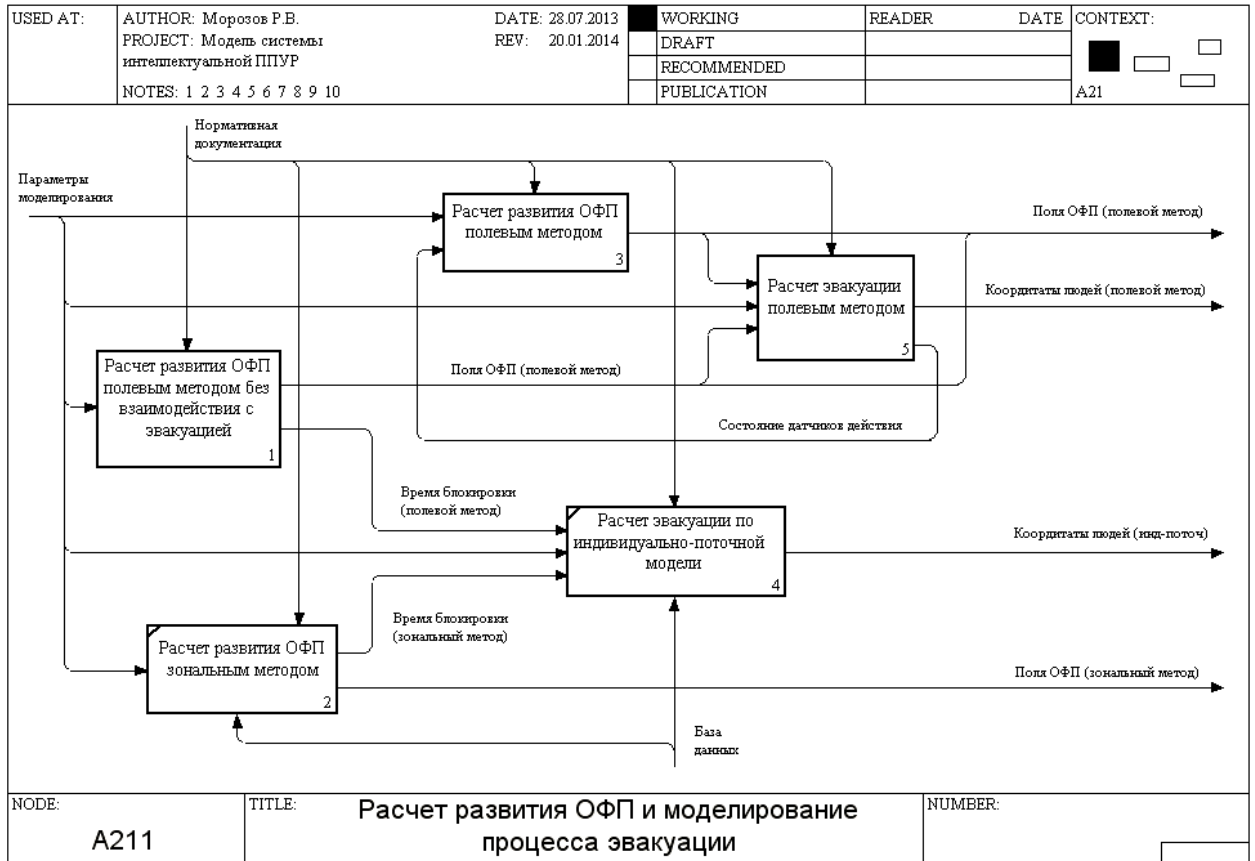 USED AT:
AUTHOR: Морозов Р.В.
DATE: 28.07.2013
PROJECT: Модель системы
REV: 20.01.2014
интеллектуальной ППУР
NOTES: 1 2 3 4 5 6 7 8 9 10
WORKING
DRAFT
RECOMMENDED
PUBLICATION
READER
DATE
CONTEXT:
A21
Нормативная
документация
Параметры
моделирования
Расчет развития ОФП
полевым методом
3
Поля ОФП (полевой метод)
Расчет эвакуации
полевым методом
5
Коордитаты людей (полевой метод)
Расчет развития ОФП
полевым методом без
взаимодействия с
эвакуацией
1
Поля ОФП (полевой метод)
Состояние датчиков действия
Время блокировки
(полевой метод)
Расчет эвакуации по
индивидуально-поточной
модели
4
Коордитаты людей (инд-поточ)
Время блокировки
(зональный метод)
Расчет развития ОФП
зональным методом
2
Поля ОФП (зональный метод)
База
данных
NODE:
A211
TITLE:
Расчет развития ОФП и моделирование
процесса эвакуации
NUMBER: